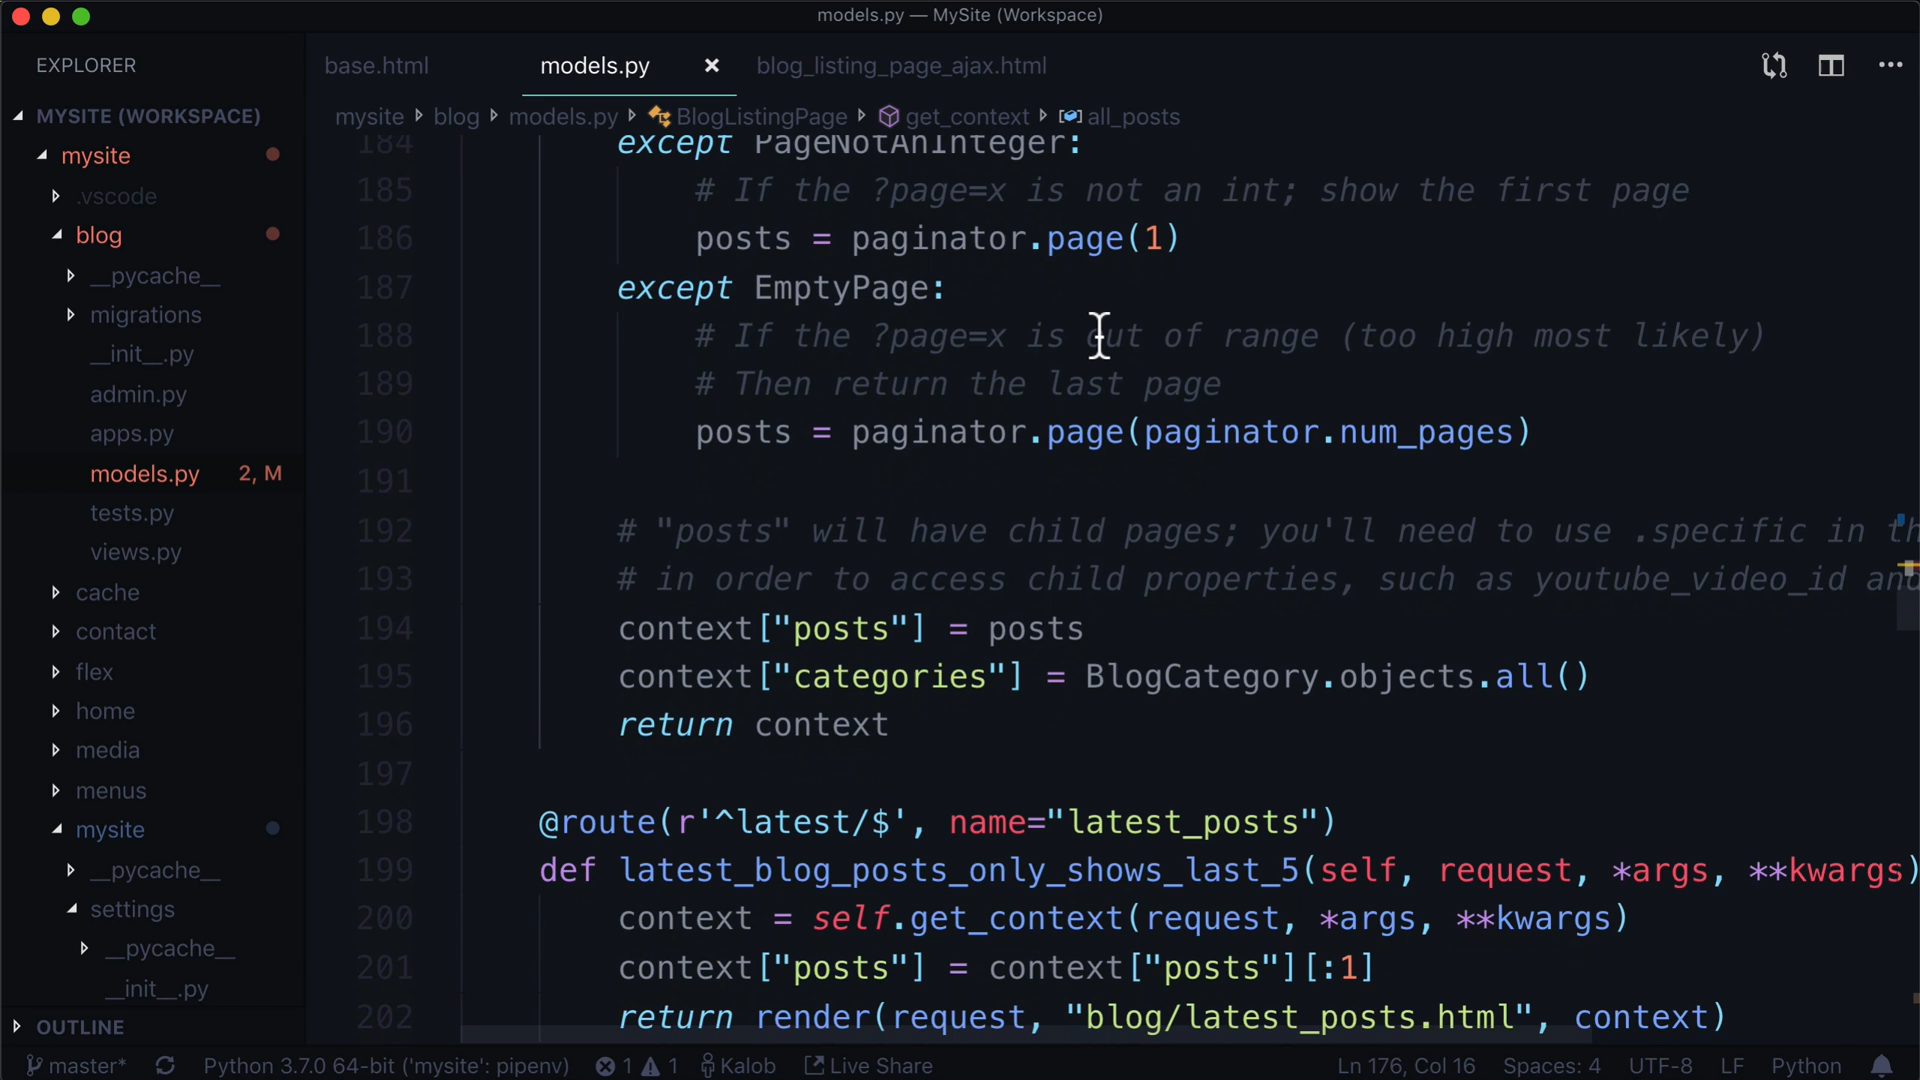 models.py — MySite (Workspace)
EXPLORER
base.html
models.py
blog_listing_page_ajax.html
MYSITE (WORKSPACE)
mysite
blog
models.py
BlogListingPage
get_context
all_posts
mysite
.vscode
blog
__pycache__
migrations
__init__.py
admin.py
apps.py
models.py 2, M
tests.py
views.py
cache
contact
flex
home
media
menus
mysite
__pycache__
settings
__pycache__
__init__.py
OUTLINE
184 except PageNotAnInteger:
185 # If the ?page=x is not an int; show the first page
186 posts = paginator.page(1)
187 except EmptyPage:
188 # If the ?page=x is out of range (too high most likely)
189 # Then return the last page
190 posts = paginator.page(paginator.num_pages)
191
192 # "posts" will have child pages; you'll need to use .specific in th
193 # in order to access child properties, such as youtube_video_id and
194 context["posts"] = posts
195 context["categories"] = BlogCategory.objects.all()
196 return context
197
198 @route(r'^latest/$', name="latest_posts")
199 def latest_blog_posts_only_shows_last_5(self, request, *args, **kwargs)
200 context = self.get_context(request, *args, **kwargs)
201 context["posts"] = context["posts"][:1]
202 return render(request, "blog/latest_posts.html", context)
master*
Python 3.7.0 64-bit ('mysite': pipenv)
1
1
Kalob
Live Share
Ln 176, Col 16
Spaces: 4
UTF-8
LF
Python